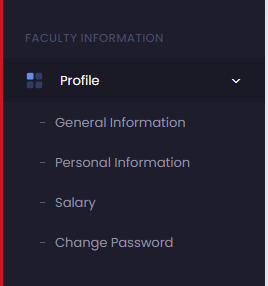 FACULTY INFORMATION
Profile
- General Information
- Personal Information
- Salary
- Change Password